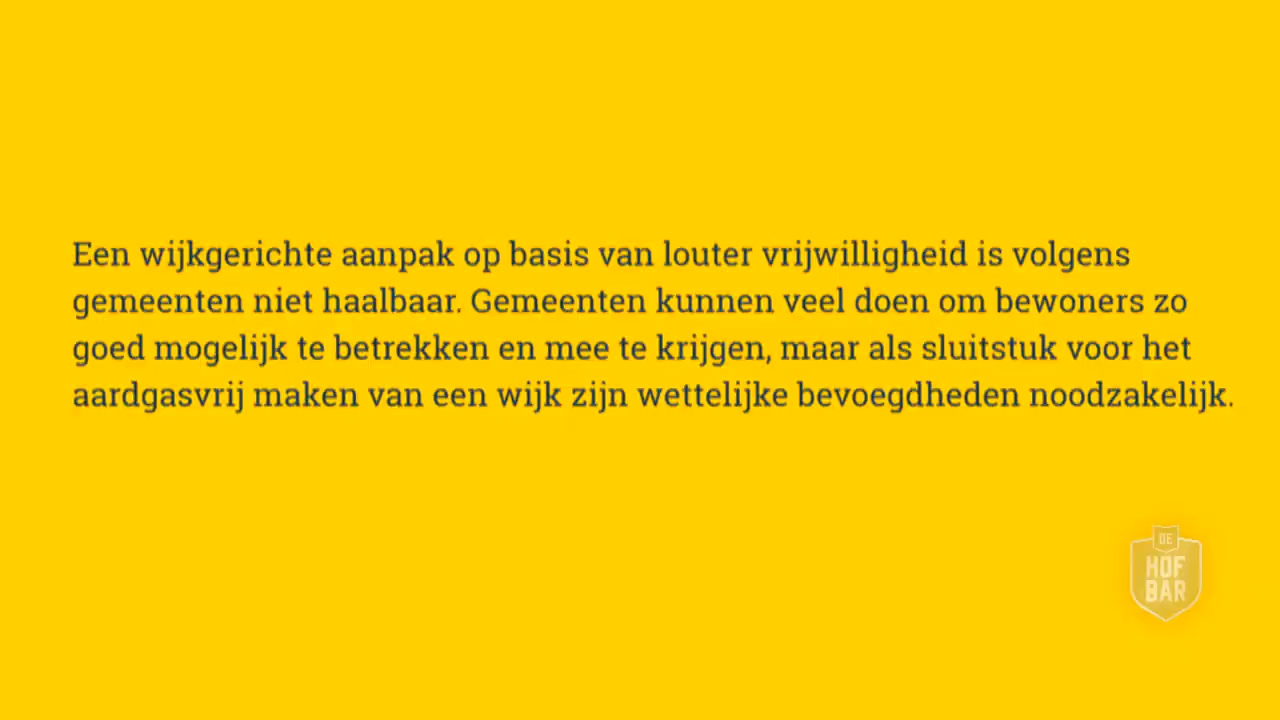 Een wijkgerichte aanpak op basis van louter vrijwilligheid is volgens
gemeenten niet haalbaar. Gemeenten kunnen veel doen om bewoners zo
goed mogelijk te betrekken en mee te krijgen, maar als sluitstuk voor het
aardgasvrij maken van een wijk zijn wettelijke bevoegdheden noodzakelijk.
DE
HOF
BAR